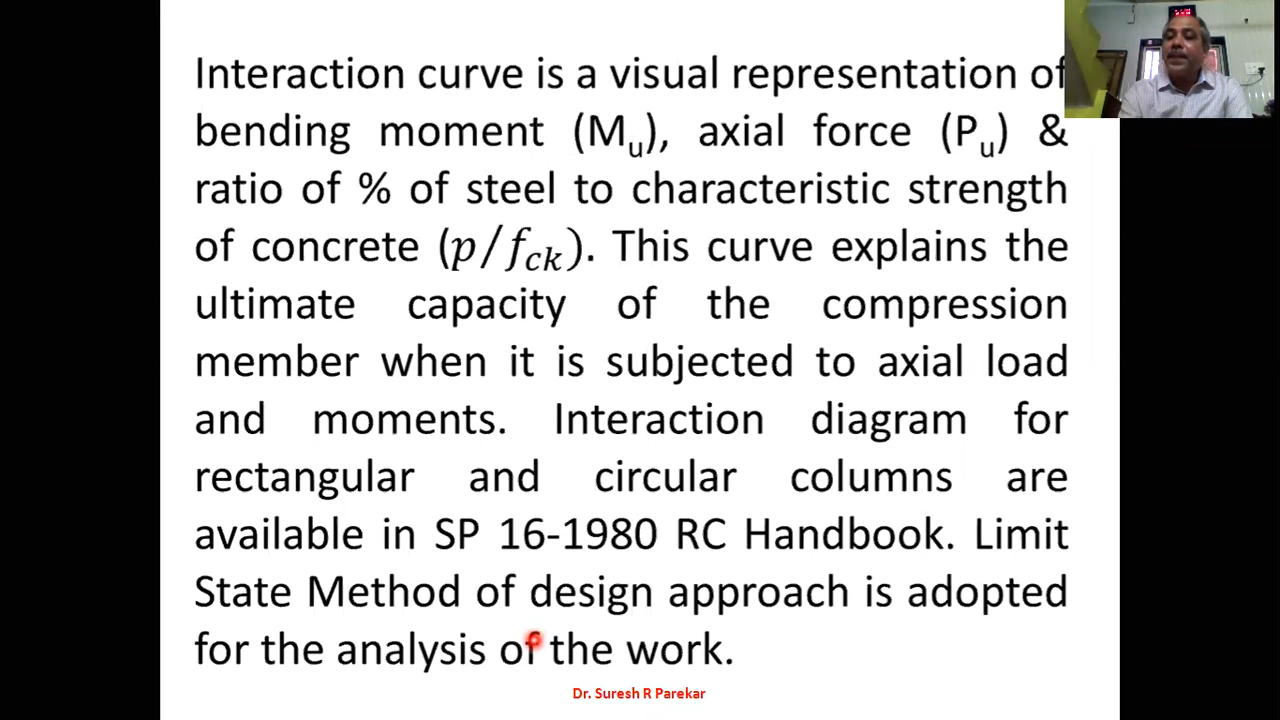 Interaction curve is a visual representation of
bending moment (Mu), axial force (Pu) &
ratio of % of steel to characteristic strength
of concrete (p/fck). This curve explains the
ultimate capacity of the compression
member when it is subjected to axial load
and moments. Interaction diagram for
rectangular and circular columns are
available in SP 16-1980 RC Handbook. Limit
State Method of design approach is adopted
for the analysis of the work.
Dr. Suresh R Parekar